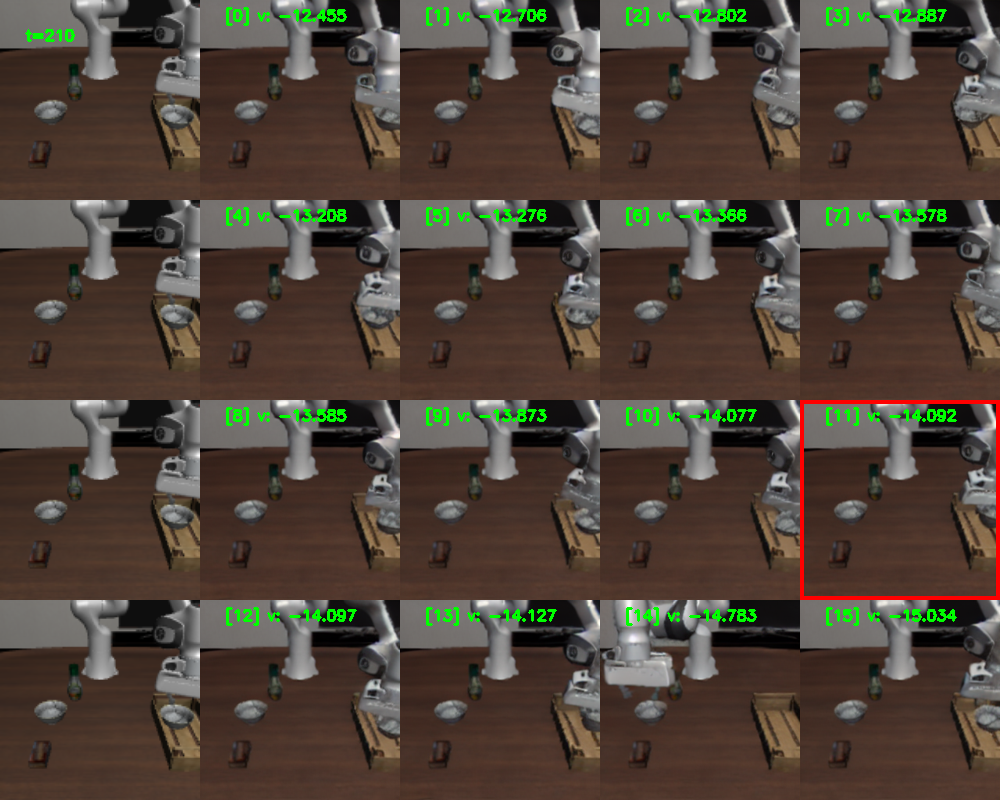 t=210
[0] v: -12.455
[1] v: -12.706
[2] v: -12.802
[3] v: -12.887
[4] v: -13.208
[5] v: -13.276
[6] v: -13.366
[7] v: -13.578
[8] v: -13.585
[9] v: -13.873
[10] v: -14.077
[11] v: -14.092
[12] v: -14.097
[13] v: -14.127
[14] v: -14.783
[15] v: -15.034